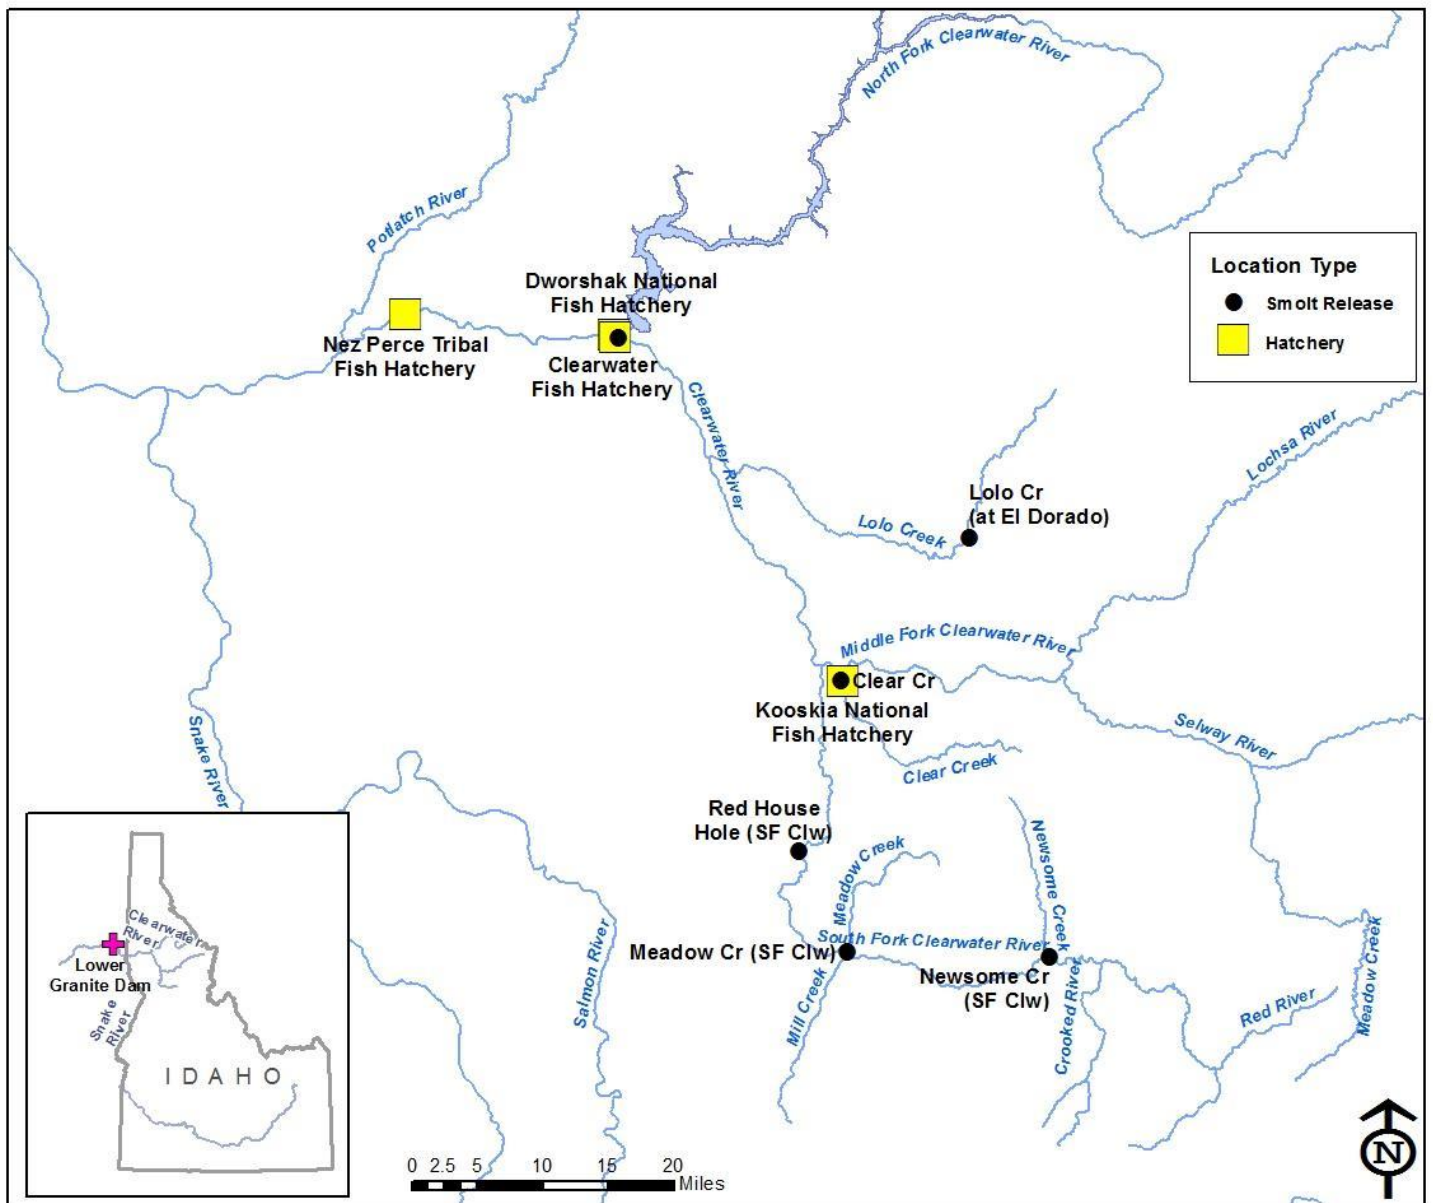 North Fork Clearwater River
Potlatch River
Location Type
Smolt Release
Hatchery
Dworshak National
Fish Hatchery
Nez Perce Tribal
Fish Hatchery
Clearwater
Fish Hatchery
Clearwater River
Lochsa River
Lolo Cr
(at El Dorado)
Lolo Creek
Middle Fork Clearwater River
Clear Cr
Kooskia National
Fish Hatchery
Snake River
Selway River
Clear Creek
Red House
Hole (SF Clw)
Meadow Creek
Newsome Creek
South Fork Clearwater River
Meadow Cr (SF Clw)
Newsome Cr
(SF Clw)
Salmon River
Mill Creek
Crooked River
Red River
Meadow Creek
Clearwater
River
Lower
Granite Dam
Snake
River
IDAHO
0 2.5 5 10 15 20
Miles
N